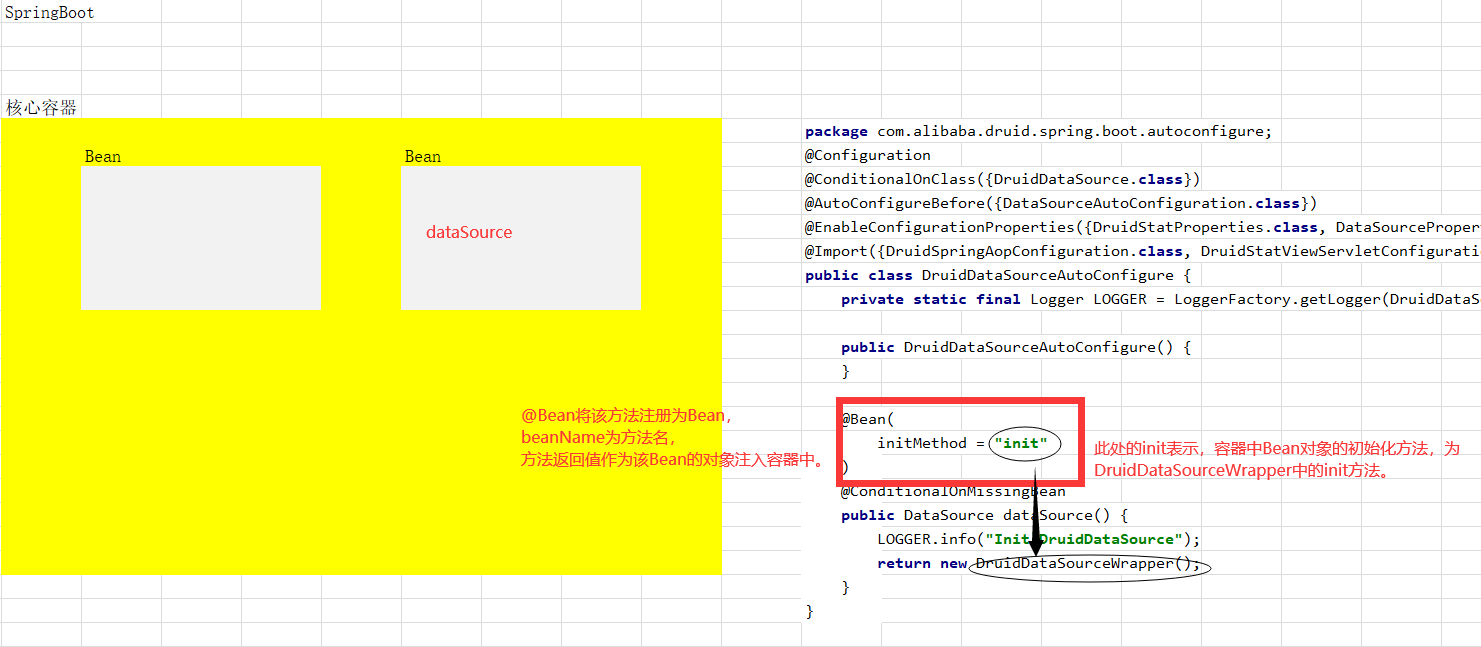 SpringBoot
核心容器
Bean
Bean
dataSource
@Bean将该方法注册为Bean，
beanName为方法名，
方法返回值作为该Bean的对象注入容器中。
package com.alibaba.druid.spring.boot.autoconfigure;
@Configuration
@ConditionalOnClass({DruidDataSource.class})
@AutoConfigureBefore({DataSourceAutoConfiguration.class})
@EnableConfigurationProperties({DruidStatProperties.class, DataSourceProper
@Import({DruidSpringAopConfiguration.class, DruidStatViewServletConfigurati
public class DruidDataSourceAutoConfigure {
private static final Logger LOGGER = LoggerFactory.getLogger(DruidDataS
public DruidDataSourceAutoConfigure() {
}
@Bean(
initMethod = "init"
)
@ConditionalOnMissingBean
public DataSource dataSource() {
LOGGER.info("Init DruidDataSource");
return new DruidDataSourceWrapper();
}
}
此处的init表示，容器中Bean对象的初始化方法，为
DruidDataSourceWrapper中的init方法。